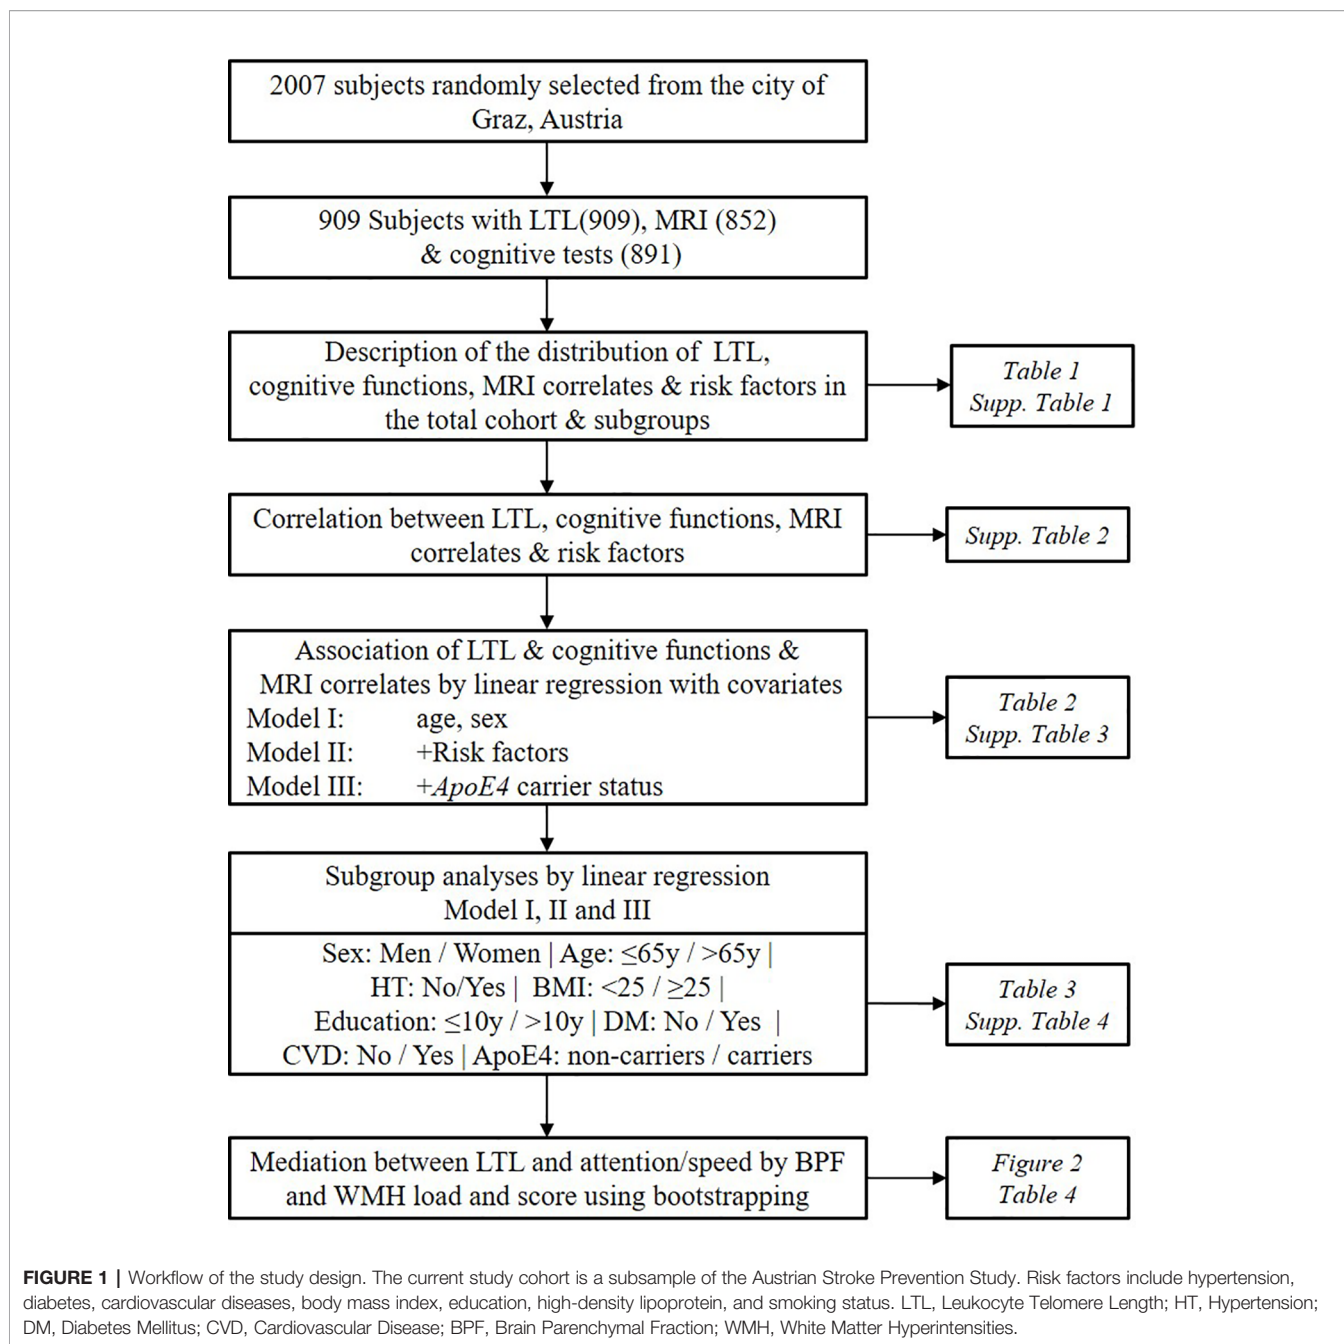 2007 subjects randomly selected from the city of
Graz, Austria
909 Subjects with LTL(909), MRI (852)
& cognitive tests (891)
Description of the distribution of LTL,
cognitive functions, MRI correlates & risk factors in
the total cohort & subgroups
Table 1
Supp. Table 1
Correlation between LTL, cognitive functions, MRI
correlates & risk factors
Supp. Table 2
Association of LTL & cognitive functions &
MRI correlates by linear regression with covariates
Model I: age, sex
Model II: +Risk factors
Model III: +ApoE4 carrier status
Table 2
Supp. Table 3
Subgroup analyses by linear regression
Model I, II and III
Sex: Men / Women | Age: ≤65y / >65y |
HT: No/Yes | BMI: <25 / ≥25 |
Education: ≤10y / >10y | DM: No / Yes |
CVD: No / Yes | ApoE4: non-carriers / carriers
Table 3
Supp. Table 4
Mediation between LTL and attention/speed by BPF
and WMH load and score using bootstrapping
Figure 2
Table 4
FIGURE 1 | Workflow of the study design. The current study cohort is a subsample of the Austrian Stroke Prevention Study. Risk factors include hypertension,
diabetes, cardiovascular diseases, body mass index, education, high-density lipoprotein, and smoking status. LTL, Leukocyte Telomere Length; HT, Hypertension;
DM, Diabetes Mellitus; CVD, Cardiovascular Disease; BPF, Brain Parenchymal Fraction; WMH, White Matter Hyperintensities.